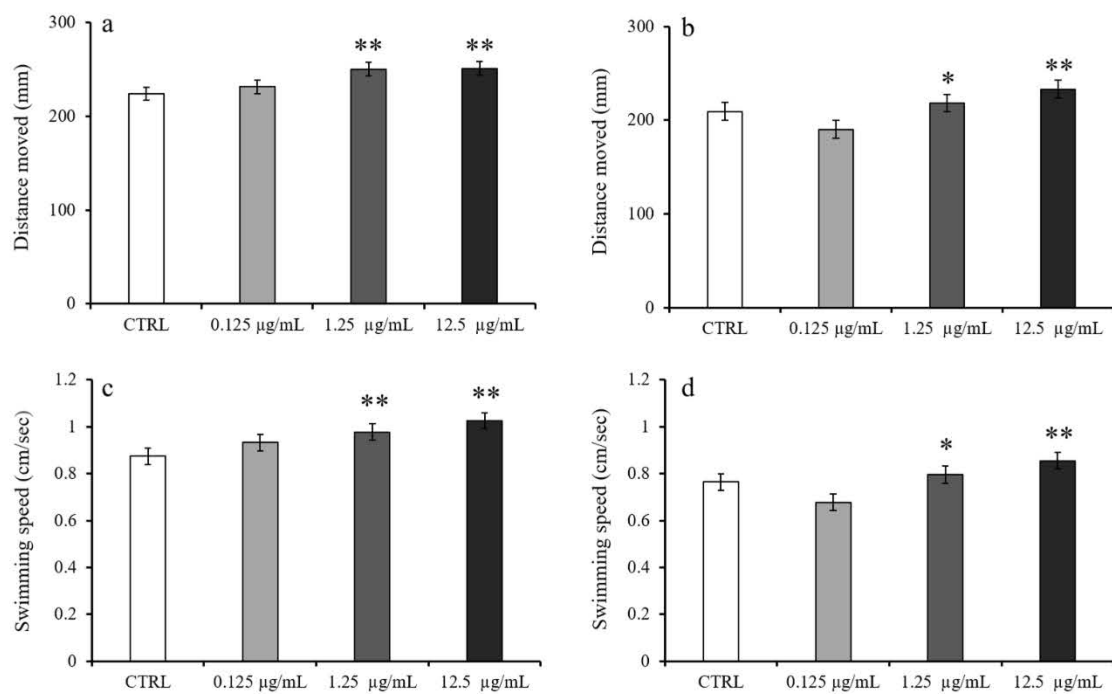 a
Distance moved (mm)
300
200
100
0
** **
CTRL 0.125 µg/mL 1.25 µg/mL 12.5 µg/mL
b
Distance moved (mm)
300
200
100
0
* **
CTRL 0.125 µg/mL 1.25 µg/mL 12.5 µg/mL
c
Swimming speed (cm/sec)
1.2
1
0.8
0.6
0.4
0.2
0
** **
CTRL 0.125 µg/mL 1.25 µg/mL 12.5 µg/mL
d
Swimming speed (cm/sec)
1.2
1
0.8
0.6
0.4
0.2
0
* **
CTRL 0.125 µg/mL 1.25 µg/mL 12.5 µg/mL